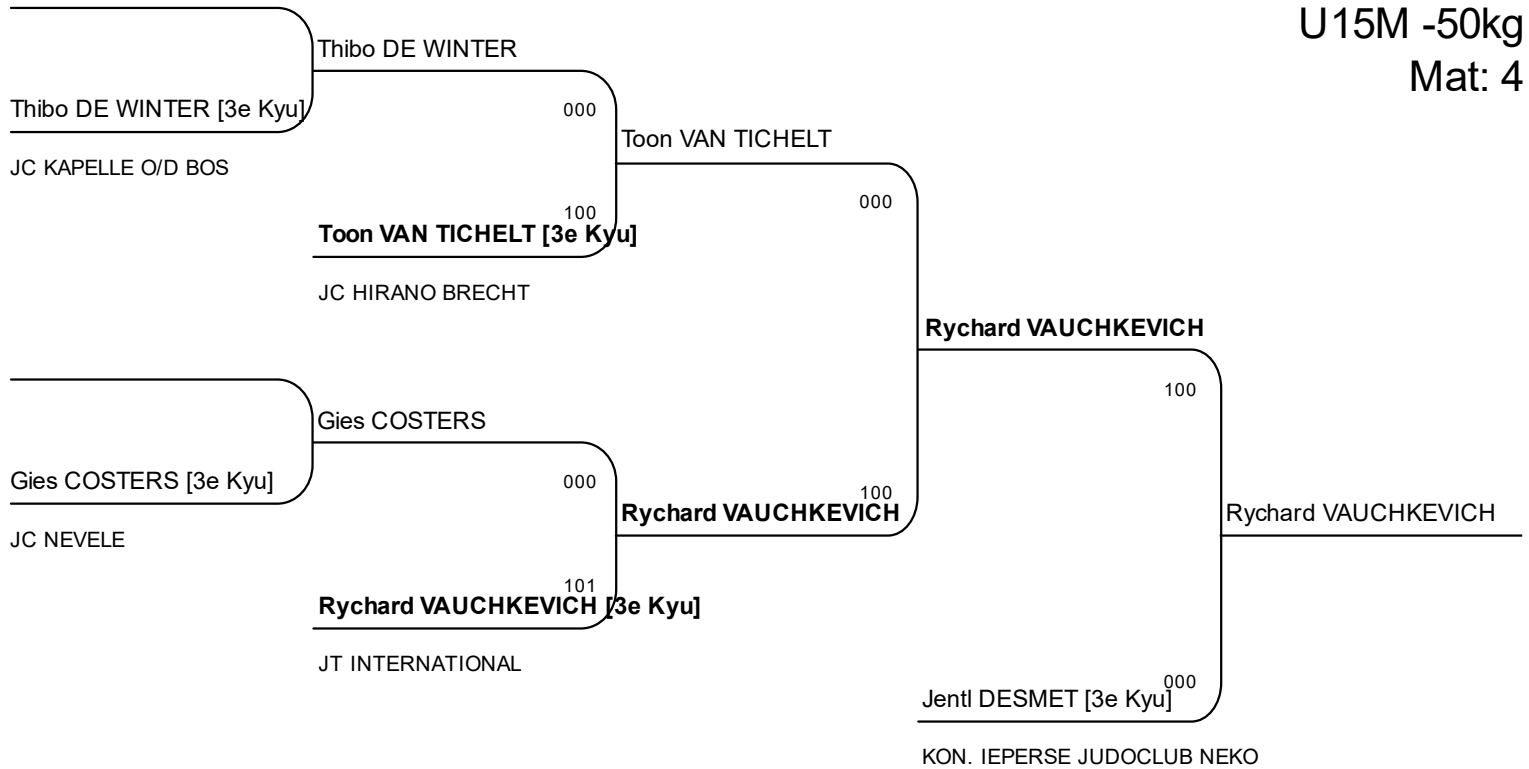 U15M -50kg
Mat: 4
Thibo DE WINTER
Thibo DE WINTER [3e Kyu]
000
Toon VAN TICHELT
JC KAPELLE O/D BOS
000
100
Toon VAN TICHELT [3e Kyu]
JC HIRANO BRECHT
Rychard VAUCHKEVICH
100
Gies COSTERS
Gies COSTERS [3e Kyu]
000
100
Rychard VAUCHKEVICH
Rychard VAUCHKEVICH
JC NEVELE
101
Rychard VAUCHKEVICH [3e Kyu]
JT INTERNATIONAL
000
Jentl DESMET [3e Kyu]
KON. IEPERSE JUDOCLUB NEKO